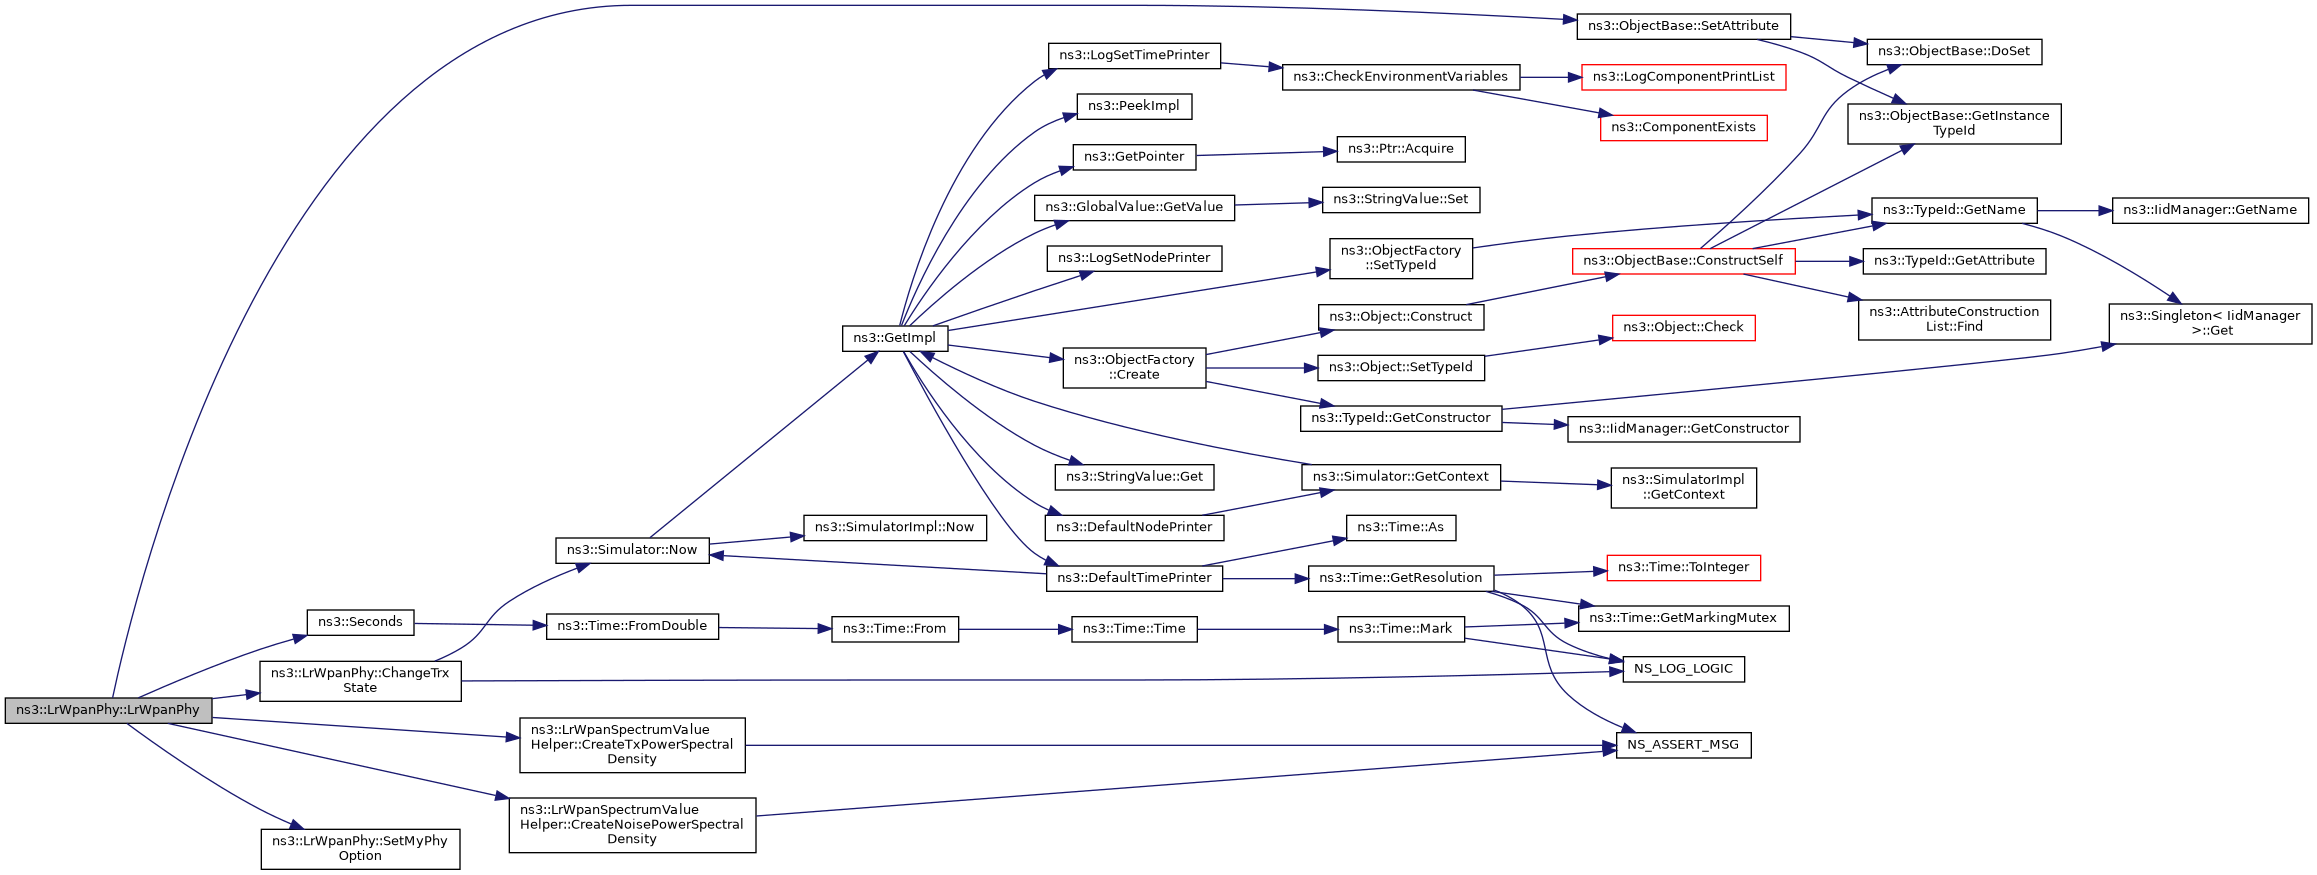 ns3::ObjectBase::SetAttribute
ns3::ObjectBase::DoSet
ns3::LogSetTimePrinter
ns3::CheckEnvironmentVariables
ns3::LogComponentPrintList
ns3::PeekImpl
ns3::ObjectBase::GetInstance
TypeId
ns3::ComponentExists
ns3::GetPointer
ns3::Ptr::Acquire
ns3::GlobalValue::GetValue
ns3::StringValue::Set
ns3::TypeId::GetName
ns3::IidManager::GetName
ns3::LogSetNodePrinter
ns3::ObjectFactory
::SetTypeId
ns3::ObjectBase::ConstructSelf
ns3::TypeId::GetAttribute
ns3::Object::Construct
ns3::AttributeConstruction
List::Find
ns3::Singleton< IidManager
>::Get
ns3::GetImpl
ns3::Object::Check
ns3::ObjectFactory
::Create
ns3::Object::SetTypeId
ns3::TypeId::GetConstructor
ns3::IidManager::GetConstructor
ns3::StringValue::Get
ns3::Simulator::GetContext
ns3::SimulatorImpl
::GetContext
ns3::DefaultNodePrinter
ns3::SimulatorImpl::Now
ns3::Time::As
ns3::Simulator::Now
ns3::DefaultTimePrinter
ns3::Time::GetResolution
ns3::Time::ToInteger
ns3::Seconds
ns3::Time::FromDouble
ns3::Time::From
ns3::Time::Time
ns3::Time::Mark
ns3::Time::GetMarkingMutex
ns3::LrWpanPhy::ChangeTrx
State
NS_LOG_LOGIC
ns3::LrWpanPhy::LrWpanPhy
ns3::LrWpanSpectrumValue
Helper::CreateTxPowerSpectral
Density
NS_ASSERT_MSG
ns3::LrWpanSpectrumValue
Helper::CreateNoisePowerSpectral
Density
ns3::LrWpanPhy::SetMyPhy
Option